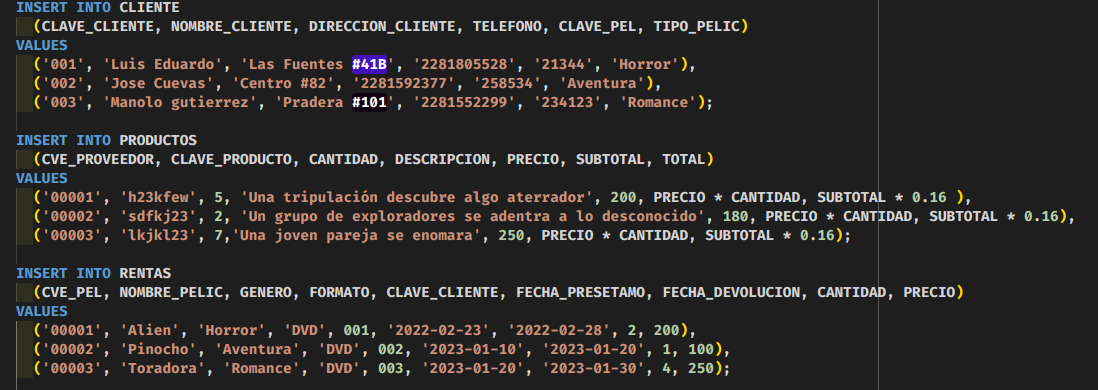 INSERT INTO CLIENTE
(CLAVE_CLIENTE, NOMBRE_CLIENTE, DIRECCION_CLIENTE, TELEFONO, CLAVE_PEL, TIPO_PELIC)
VALUES
('001', 'Luis Eduardo', 'Las Fuentes #41B', '2281805528', '21344', 'Horror'),
('002', 'Jose Cuevas', 'Centro #82', '2281592377', '258534', 'Aventura'),
('003', 'Manolo gutierrez', 'Pradera #101', '2281552299', '234123', 'Romance');
INSERT INTO PRODUCTOS
(CVE_PROVEEDOR, CLAVE_PRODUCTO, CANTIDAD, DESCRIPCION, PRECIO, SUBTOTAL, TOTAL)
VALUES
('00001', 'h23kfew', 5, 'Una tripulación descubre algo aterrador', 200, PRECIO * CANTIDAD, SUBTOTAL * 0.16 ),
('00002', 'sdfkj23', 2, 'Un grupo de exploradores se adentra a lo desconocido', 180, PRECIO * CANTIDAD, SUBTOTAL * 0.16),
('00003', 'lkjkl23', 7,'Una joven pareja se enomara', 250, PRECIO * CANTIDAD, SUBTOTAL * 0.16);
INSERT INTO RENTAS
(CVE_PEL, NOMBRE_PELIC, GENERO, FORMATO, CLAVE_CLIENTE, FECHA_PRESETAMO, FECHA_DEVOLUCION, CANTIDAD, PRECIO)
VALUES
('00001', 'Alien', 'Horror', 'DVD', 001, '2022-02-23', '2022-02-28', 2, 200),
('00002', 'Pinocho', 'Aventura', 'DVD', 002, '2023-01-10', '2023-01-20', 1, 100),
('00003', 'Toradora', 'Romance', 'DVD', 003, '2023-01-20', '2023-01-30', 4, 250);